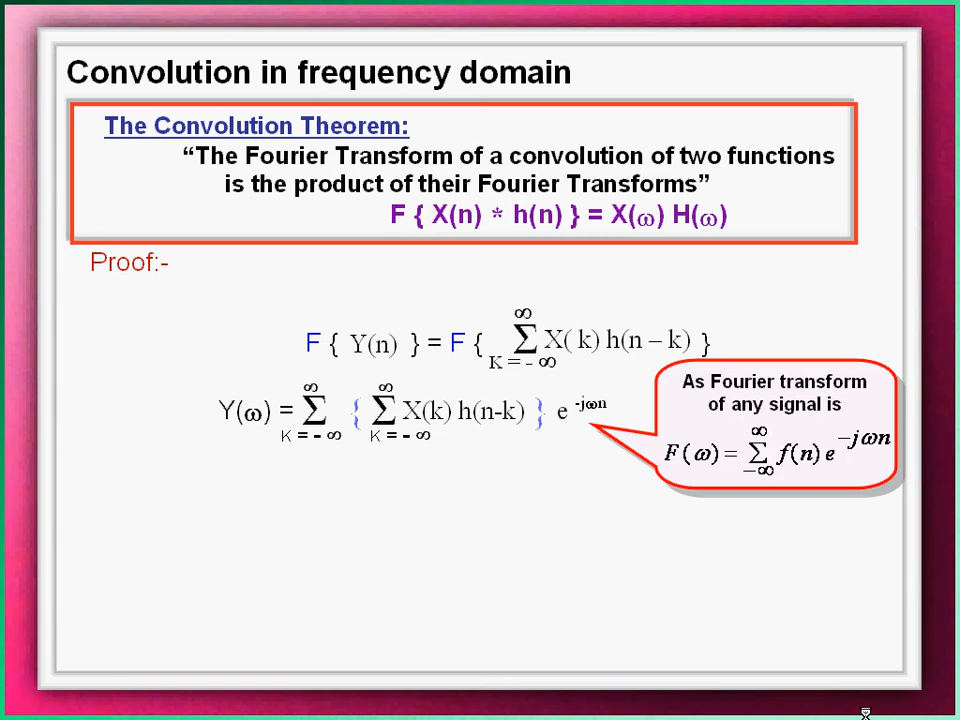 Convolution in frequency domain
The Convolution Theorem:
“The Fourier Transform of a convolution of two functions
is the product of their Fourier Transforms”
F { X(n) * h(n) } = X(ω) H(ω)
Proof:-
F { Y(n) } = F { ∞ Σ K = - ∞ X( k) h(n – k) }
Y(ω) = ∞ Σ K = - ∞ { ∞ Σ K = - ∞ X(k) h(n-k) } e -jωn
As Fourier transform
of any signal is
F(ω) = ∞ Σ -∞ f(n) e -jωn